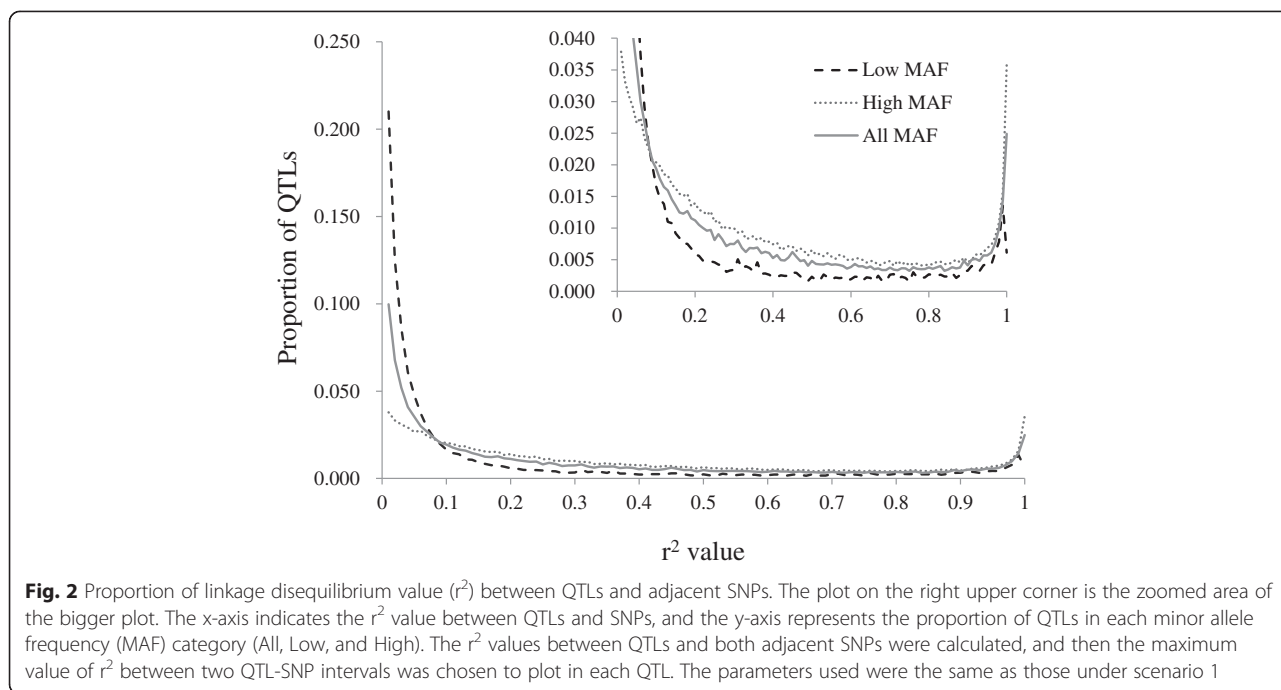 0.250
0.200
0.150
0.100
0.050
0.000
Proportion of QTLs
0 0.1 0.2 0.3 0.4 0.5 0.6 0.7 0.8 0.9 1
r² value
0.040
0.035
0.030
0.025
0.020
0.015
0.010
0.005
0.000
0 0.2 0.4 0.6 0.8 1
Low MAF
High MAF
All MAF
Fig. 2 Proportion of linkage disequilibrium value (r²) between QTLs and adjacent SNPs. The plot on the right upper corner is the zoomed area of
the bigger plot. The x-axis indicates the r² value between QTLs and SNPs, and the y-axis represents the proportion of QTLs in each minor allele
frequency (MAF) category (All, Low, and High). The r² values between QTLs and both adjacent SNPs were calculated, and then the maximum
value of r² between two QTL-SNP intervals was chosen to plot in each QTL. The parameters used were the same as those under scenario 1